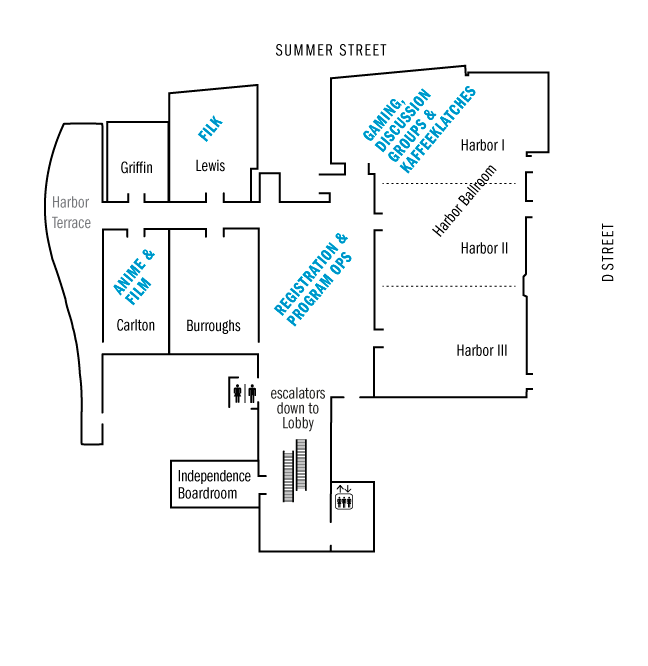 SUMMER STREET
GAMING,
DISCUSSION
GROUPS &
KAFFEEKLATCHES
FILK
Harbor I
Griffin
Lewis
Harbor Ballroom
Harbor
Terrace
D STREET
REGISTRATION &
PROGRAM OPS
Harbor II
ANIME &
FILM
Carlton
Burroughs
Harbor III
escalators
down to
Lobby
Independence
Boardroom